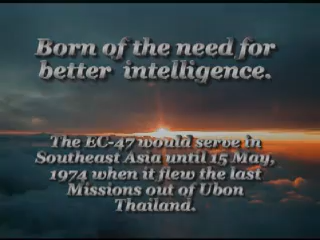 Born of the need for
better intelligence.
The EC-47 would serve in
Southeast Asia until 15 May,
1974 when it flew the last
Missions out of Ubon
Thailand.